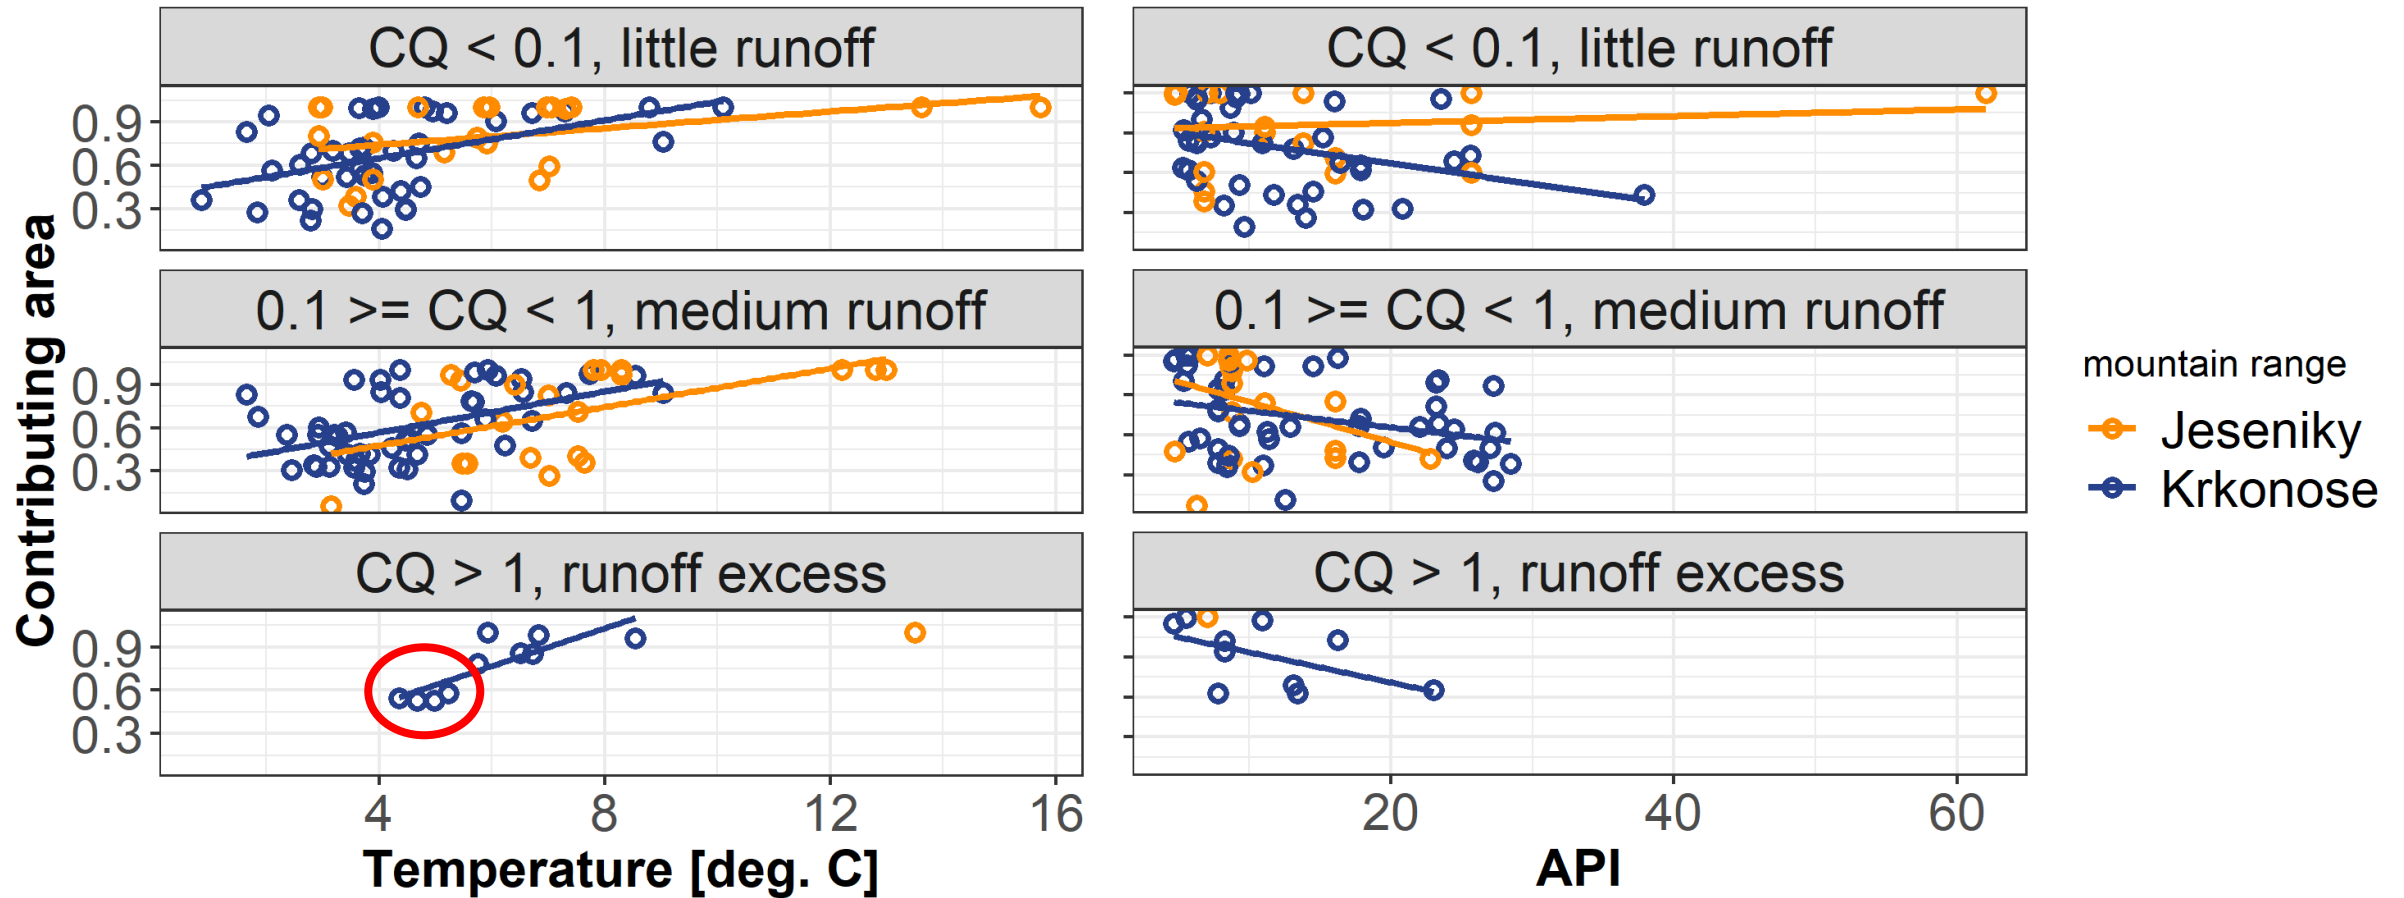 CQ < 0.1, little runoff
CQ < 0.1, little runoff
0.9
0.6
0.3
0.1 >= CQ < 1, medium runoff
0.1 >= CQ < 1, medium runoff
0.9
0.6
0.3
CQ > 1, runoff excess
CQ > 1, runoff excess
0.9
0.6
0.3
Contributing area
4 8 12 16
20 40 60
Temperature [deg. C]
API
mountain range
Jeseniky
Krkonose